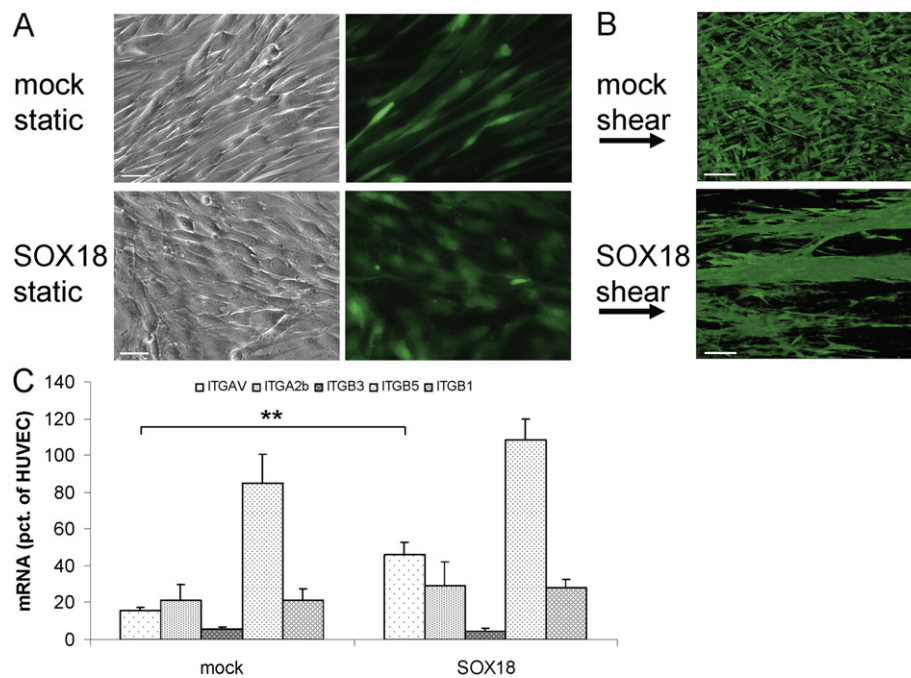 A
mock
static
SOX18
static
B
mock
shear
SOX18
shear
C
ITGAV ITGA2b ITGB3 ITGB5 ITGB1
**
mRNA (pct. of HUVEC)
140
120
100
80
60
40
20
0
mock SOX18